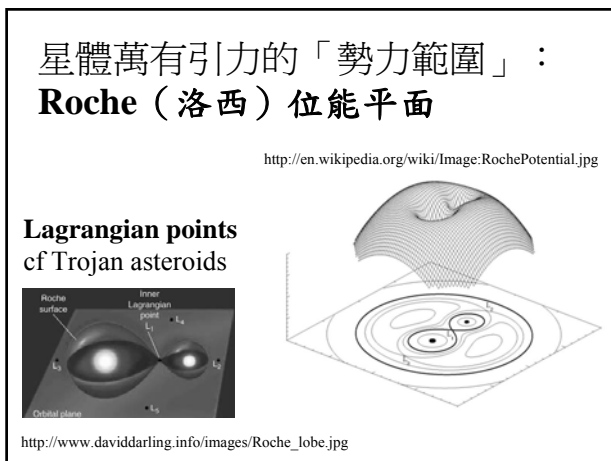 星體萬有引力的「勢力範圍」：
Roche（洛西）位能平面
http://en.wikipedia.org/wiki/Image:RochePotential.jpg
Lagrangian points
cf Trojan asteroids
Roche
surface
Inner
Lagrangian
point
L1
L4
L3
L2
L5
Orbital plane
http://www.daviddarling.info/images/Roche_lobe.jpg